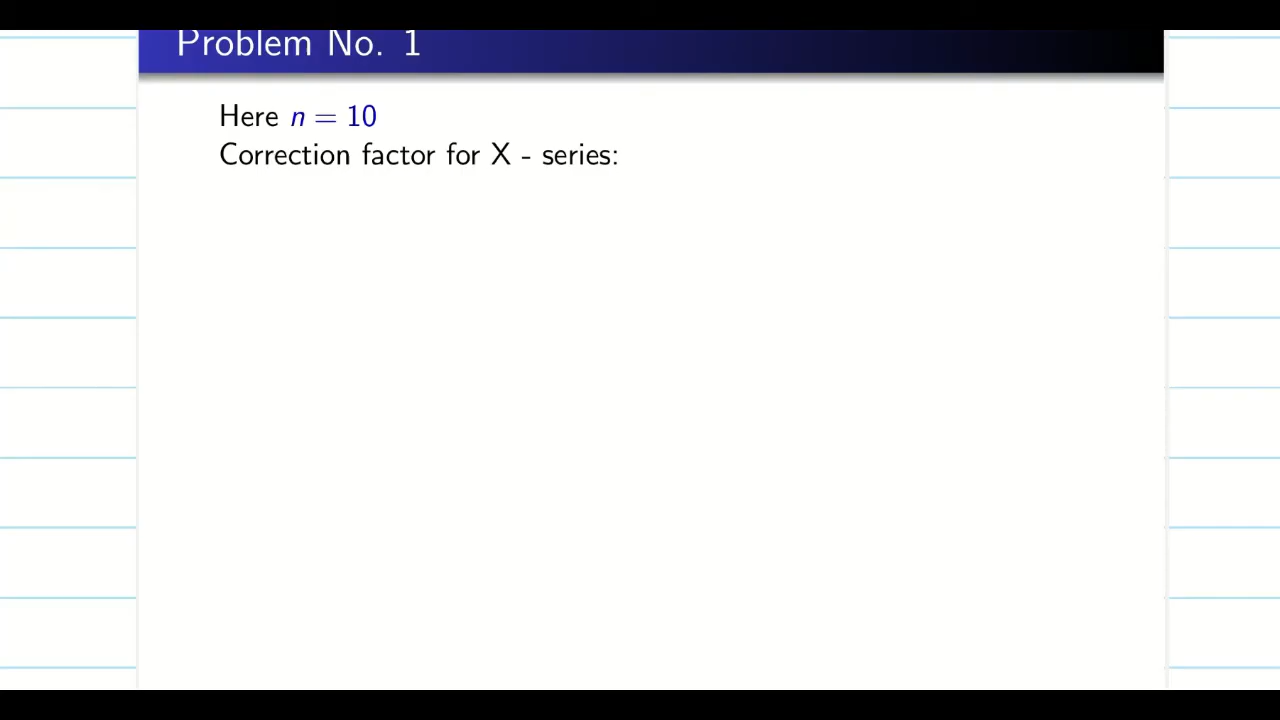 Problem No. 1
Here n = 10
Correction factor for X - series: